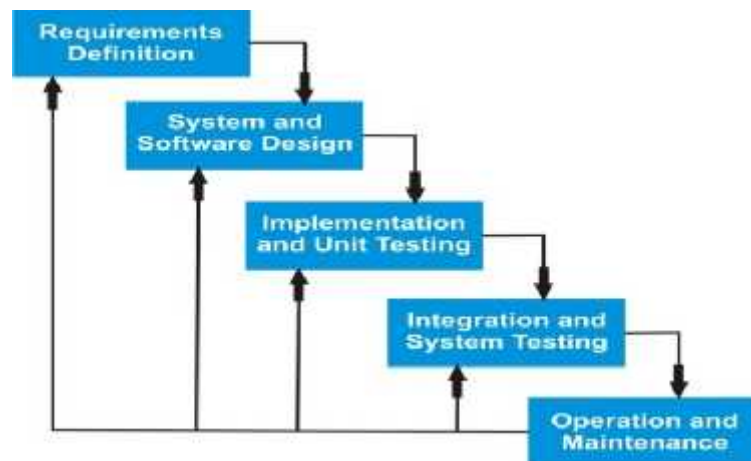 Requirements
Definition
System and
Software Design
Implementation
and Unit Testing
Integration and
System Testing
Operation and
Maintenance